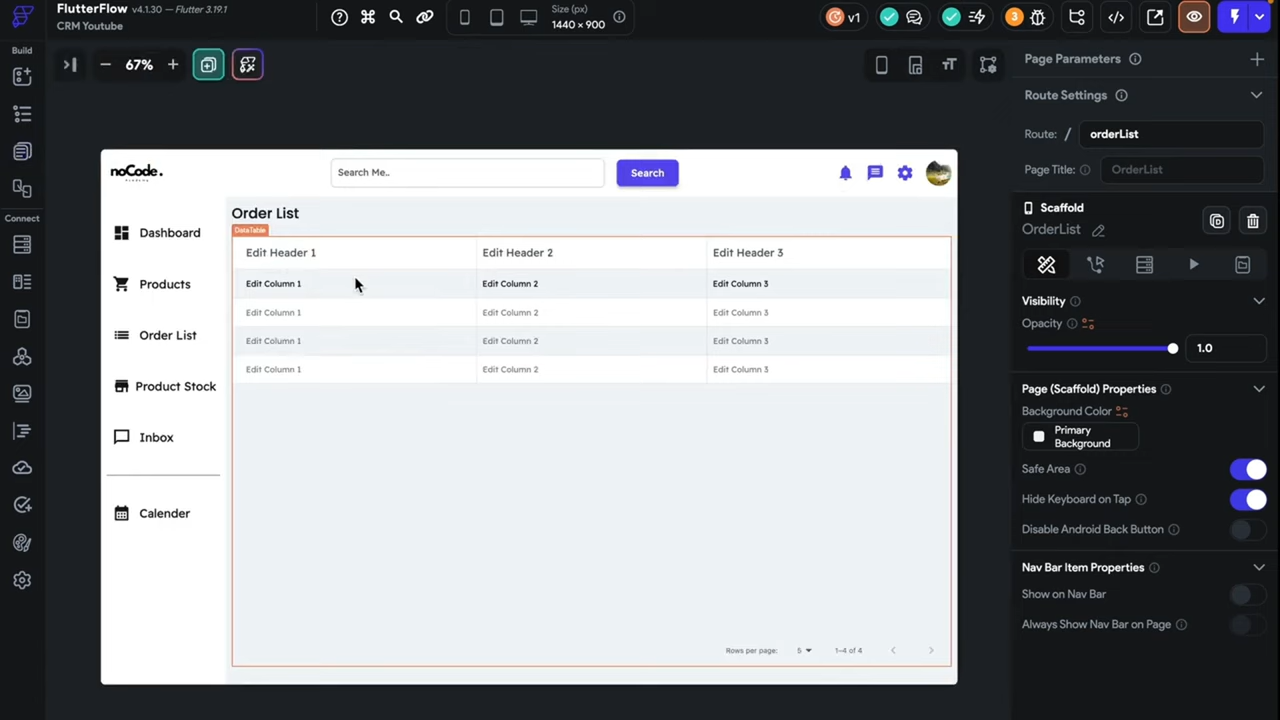 FlutterFlow v4.1.30 - Flutter 3.19.1
CRM Youtube
Size (px)
1440 × 900
v1
3
Build
67%
Connect
noCode.
Search Me..
Search
Dashboard
Products
Order List
Product Stock
Inbox
Calender
Order List
DataTable
Edit Header 1 Edit Header 2 Edit Header 3
Edit Column 1 Edit Column 2 Edit Column 3
Edit Column 1 Edit Column 2 Edit Column 3
Edit Column 1 Edit Column 2 Edit Column 3
Edit Column 1 Edit Column 2 Edit Column 3
Rows per page: 5 1–4 of 4
Page Parameters
Route Settings
Route: / orderList
Page Title: OrderList
Scaffold
OrderList
Visibility
Opacity
1.0
Page (Scaffold) Properties
Background Color
Primary
Background
Safe Area
Hide Keyboard on Tap
Disable Android Back Button
Nav Bar Item Properties
Show on Nav Bar
Always Show Nav Bar on Page